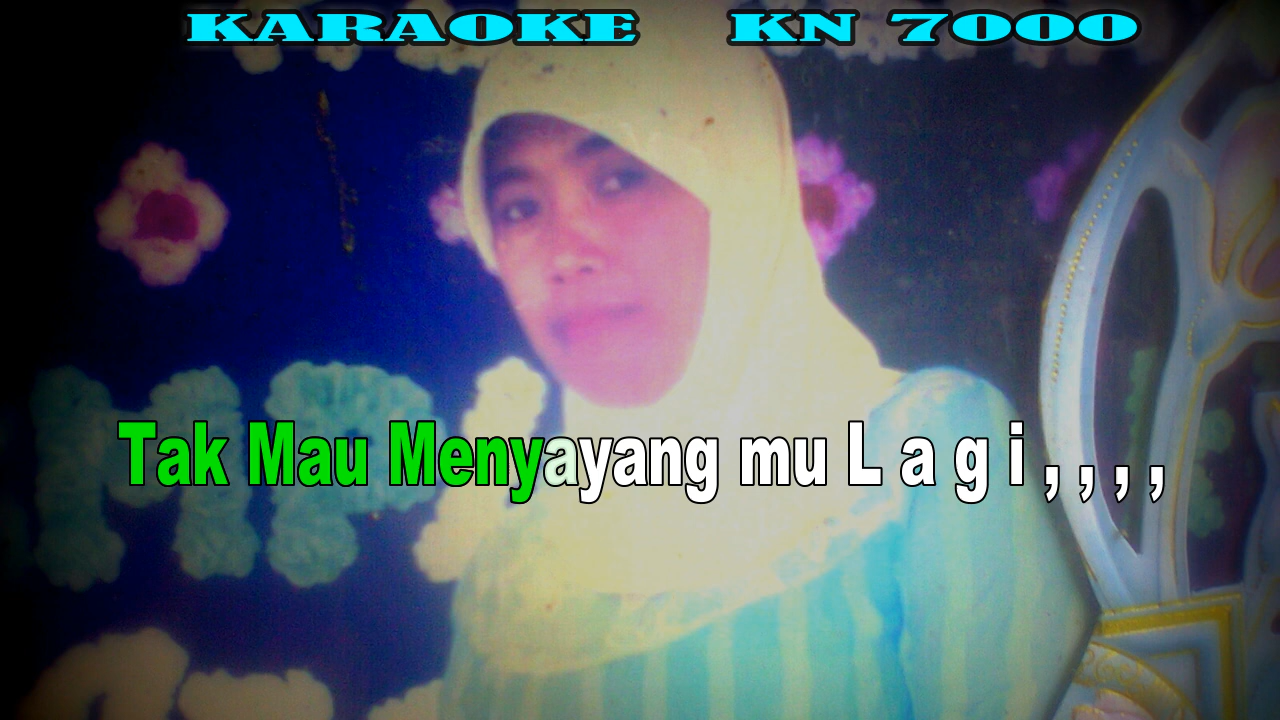 KARAOKE KN 7000
Tak Mau Menyayang mu L a g i , , , ,